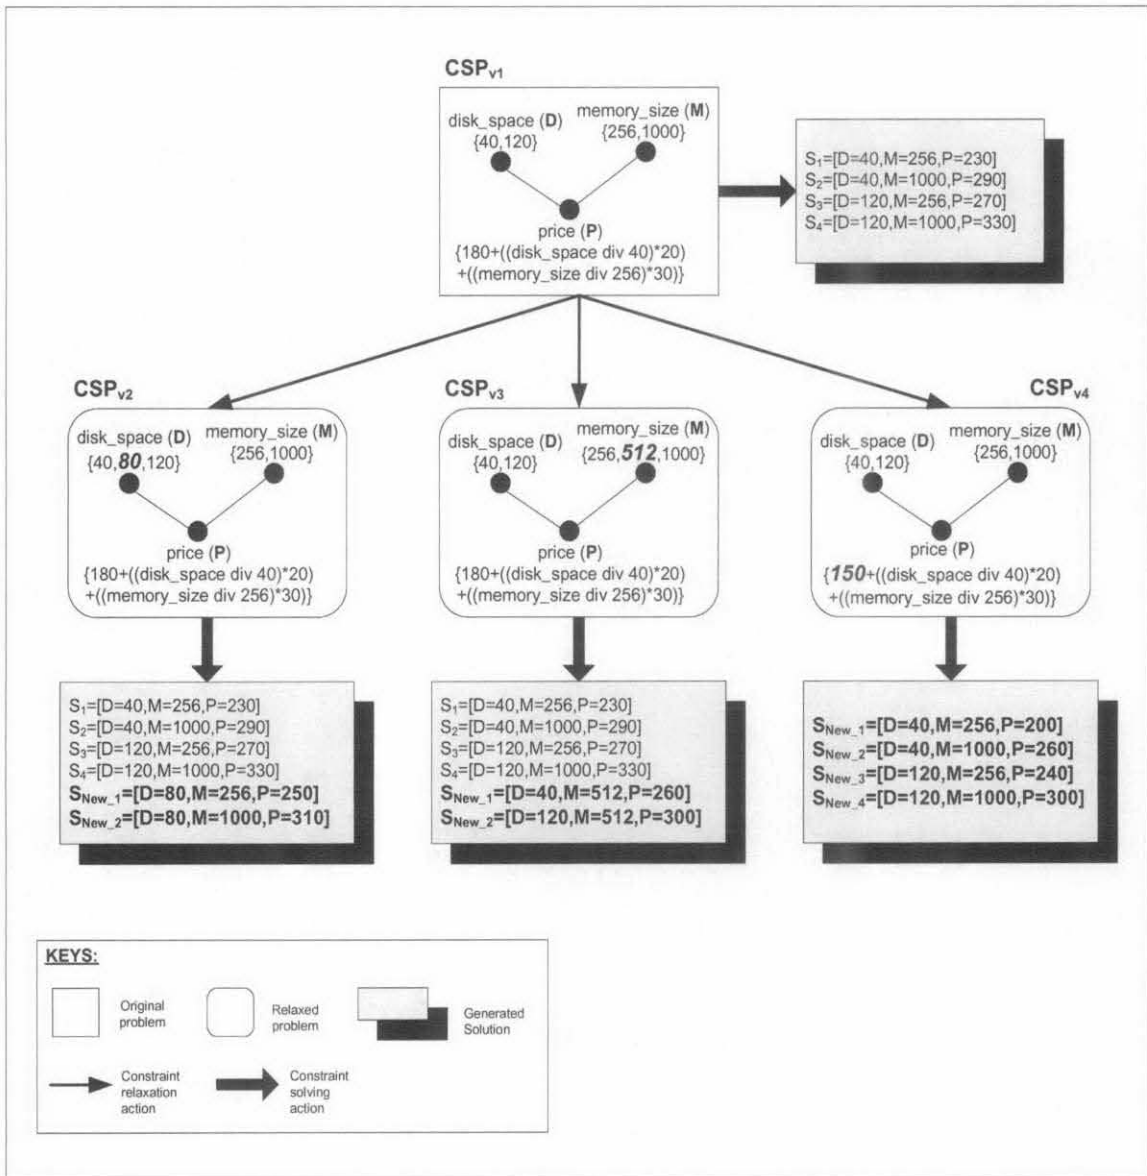 CSPv1
disk_space (D)
{40,120}
memory_size (M)
{256,1000}
price (P)
{180+((disk_space div 40)*20)
+((memory_size div 256)*30)}
S1=[D=40,M=256,P=230]
S2=[D=40,M=1000,P=290]
S3=[D=120,M=256,P=270]
S4=[D=120,M=1000,P=330]
CSPv2
disk_space (D)
{40,80,120}
memory_size (M)
{256,1000}
price (P)
{180+((disk_space div 40)*20)
+((memory_size div 256)*30)}
CSPv3
disk_space (D)
{40,120}
memory_size (M)
{256,512,1000}
price (P)
{180+((disk_space div 40)*20)
+((memory_size div 256)*30)}
CSPv4
disk_space (D)
{40,120}
memory_size (M)
{256,1000}
price (P)
{150+((disk_space div 40)*20)
+((memory_size div 256)*30)}
S1=[D=40,M=256,P=230]
S2=[D=40,M=1000,P=290]
S3=[D=120,M=256,P=270]
S4=[D=120,M=1000,P=330]
SNew_1=[D=80,M=256,P=250]
SNew_2=[D=80,M=1000,P=310]
S1=[D=40,M=256,P=230]
S2=[D=40,M=1000,P=290]
S3=[D=120,M=256,P=270]
S4=[D=120,M=1000,P=330]
SNew_1=[D=40,M=512,P=260]
SNew_2=[D=120,M=512,P=300]
SNew_1=[D=40,M=256,P=200]
SNew_2=[D=40,M=1000,P=260]
SNew_3=[D=120,M=256,P=240]
SNew_4=[D=120,M=1000,P=300]
KEYS:
Original
problem
Relaxed
problem
Generated
Solution
Constraint
relaxation
action
Constraint
solving
action